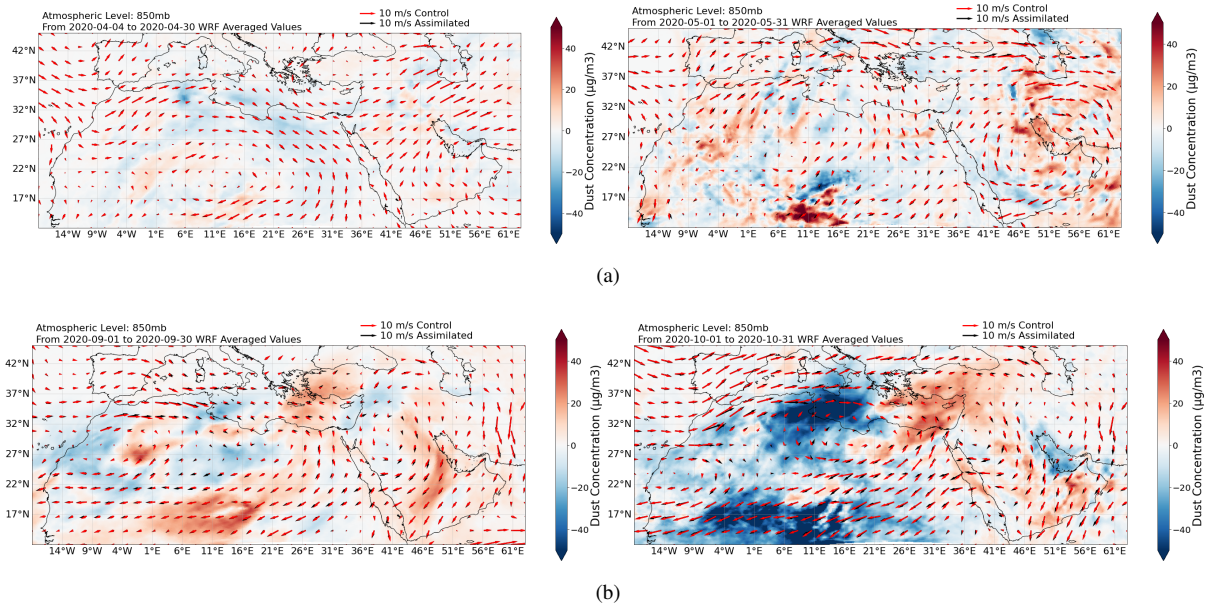 Atmospheric Level: 850mb
From 2020-04-04 to 2020-04-30 WRF Averaged Values
10 m/s Control
10 m/s Assimilated
42°N
37°N
32°N
27°N
22°N
17°N
14°W 9°W 4°W 1°E 6°E 11°E 16°E 21°E 26°E 31°E 36°E 41°E 46°E 51°E 56°E 61°E
40
20
0
−20
−40
Dust Concentration (µg/m3)
Atmospheric Level: 850mb
From 2020-05-01 to 2020-05-31 WRF Averaged Values
10 m/s Control
10 m/s Assimilated
42°N
37°N
32°N
27°N
22°N
17°N
14°W 9°W 4°W 1°E 6°E 11°E 16°E 21°E 26°E 31°E 36°E 41°E 46°E 51°E 56°E 61°E
40
20
0
−20
−40
Dust Concentration (µg/m3)
(a)
Atmospheric Level: 850mb
From 2020-09-01 to 2020-09-30 WRF Averaged Values
10 m/s Control
10 m/s Assimilated
42°N
37°N
32°N
27°N
22°N
17°N
14°W 9°W 4°W 1°E 6°E 11°E 16°E 21°E 26°E 31°E 36°E 41°E 46°E 51°E 56°E 61°E
40
20
0
−20
−40
Dust Concentration (µg/m3)
Atmospheric Level: 850mb
From 2020-10-01 to 2020-10-31 WRF Averaged Values
10 m/s Control
10 m/s Assimilated
42°N
37°N
32°N
27°N
22°N
17°N
14°W 9°W 4°W 1°E 6°E 11°E 16°E 21°E 26°E 31°E 36°E 41°E 46°E 51°E 56°E 61°E
40
20
0
−20
−40
Dust Concentration (µg/m3)
(b)